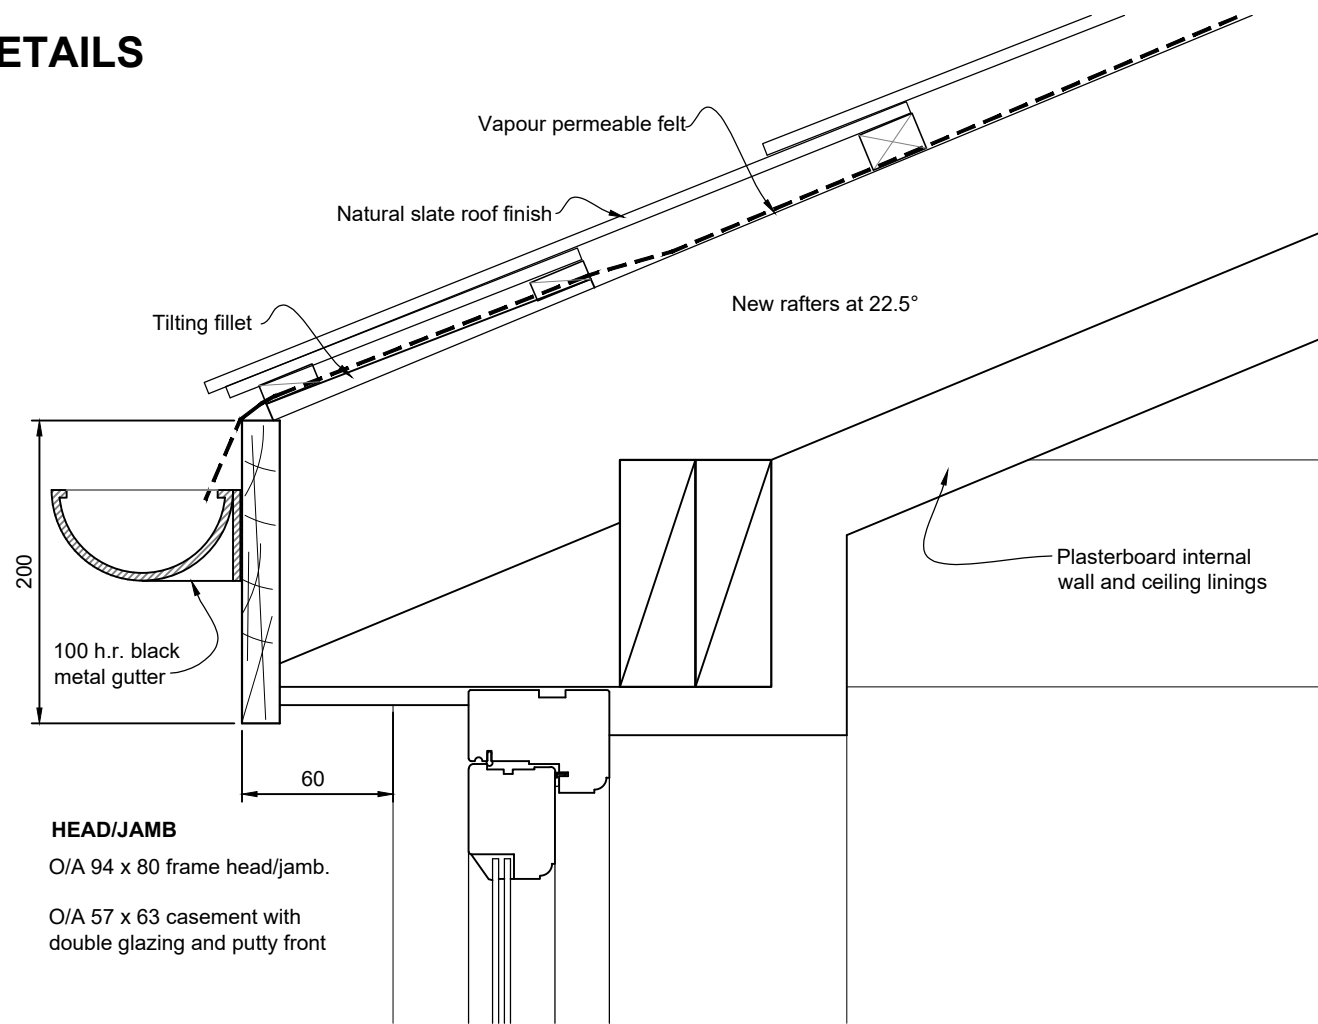 ETAILS
Vapour permeable felt
Natural slate roof finish
Tilting fillet
New rafters at 22.5°
200
Plasterboard internal
wall and ceiling linings
100 h.r. black
metal gutter
60
HEAD/JAMB
O/A 94 x 80 frame head/jamb.
O/A 57 x 63 casement with
double glazing and putty front